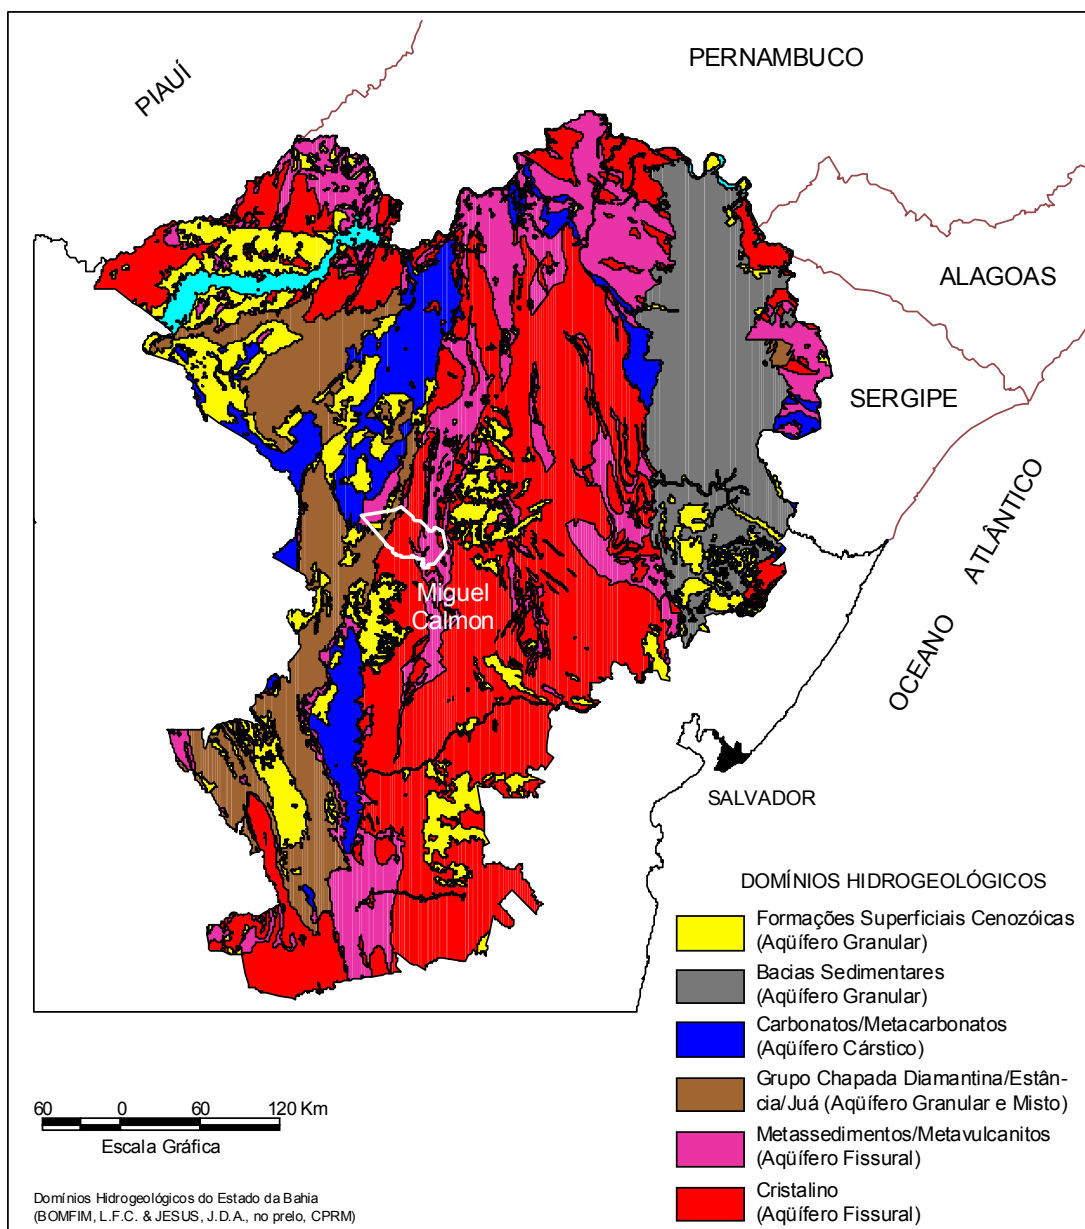 PERNAMBUCO
PIAUÍ
ALAGOAS
SERGIPE
OCEANO ATLÂNTICO
Miguel
Calmon
SALVADOR
DOMÍNIOS HIDROGEOLÓGICOS
Formações Superficiais Cenozóicas
(Aqüífero Granular)
Bacias Sedimentares
(Aqüífero Granular)
Carbonatos/Metacarbonatos
(Aqüífero Cárstico)
Grupo Chapada Diamantina/Estân-
cia/Juá (Aqüífero Granular e Misto)
Metassedimentos/Metavulcanitos
(Aqüífero Fissural)
Cristalino
(Aqüífero Fissural)
60 0 60 120 Km
Escala Gráfica
Domínios Hidrogeológicos do Estado da Bahia
(BOMFIM, L.F.C. & JESUS, J.D.A., no prelo, CPRM)